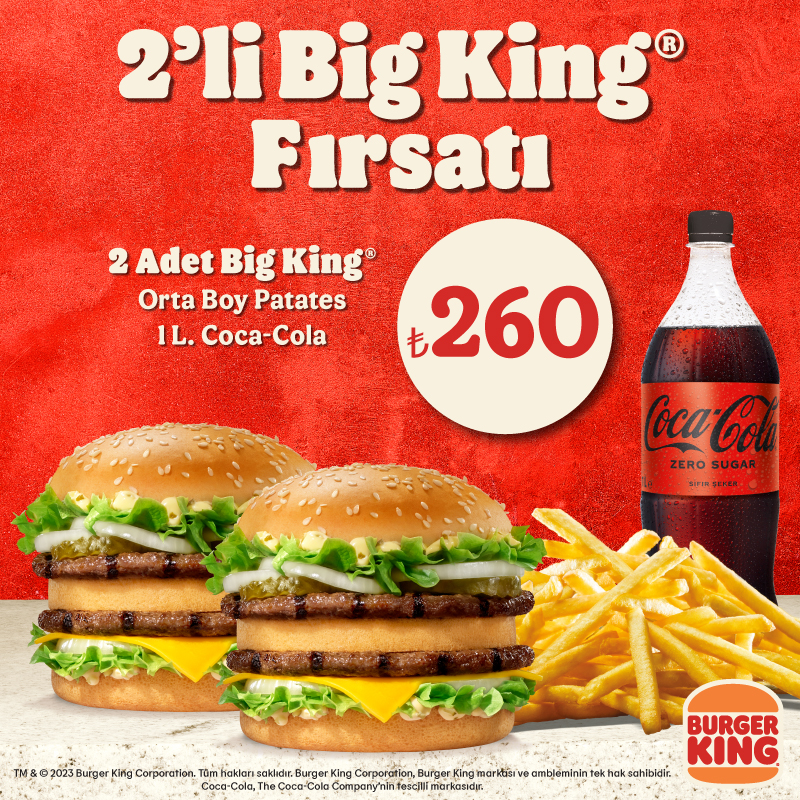 2'li Big King®
Fırsatı
2 Adet Big King®
Orta Boy Patates
1 L. Coca-Cola
₺260
Coca-Cola
ZERO SUGAR
SIFIR ŞEKER
BURGER
KING
TM & © 2023 Burger King Corporation. Tüm hakları saklıdır. Burger King Corporation, Burger King markası ve ambleminin tek hak sahibidir.
Coca-Cola, The Coca-Cola Company'nin tescilli markasıdır.